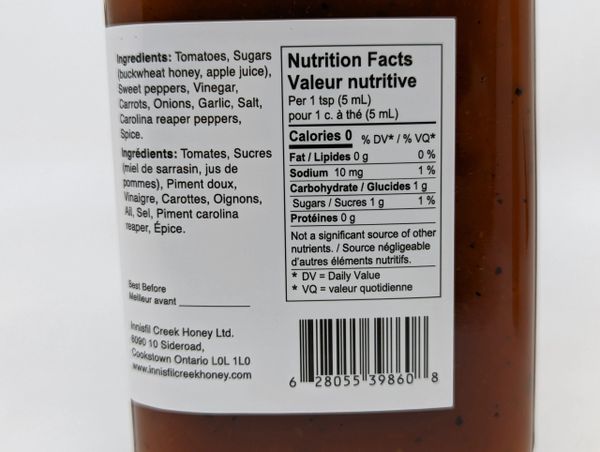 Ingredients: Tomatoes, Sugars
(buckwheat honey, apple juice),
Sweet peppers, Vinegar,
Carrots, Onions, Garlic, Salt,
Carolina reaper peppers,
Spice.
Ingrédients: Tomates, Sucres
(miel de sarrasin, jus de
pommes), Piment doux,
Vinaigre, Carottes, Oignons,
Ail, Sel, Piment carolina
reaper, Épice.
Best Before
Meilleur avant
Innisfil Creek Honey Ltd.
6090 10 Sideroad,
Cookstown Ontario L0L 1L0
www.innisfilcreekhoney.com
Nutrition Facts
Valeur nutritive
Per 1 tsp (5 mL)
pour 1 c. à thé (5 mL)
Calories 0 % DV* / % VQ*
Fat / Lipides 0 g 0 %
Sodium 10 mg 1 %
Carbohydrate / Glucides 1 g
Sugars / Sucres 1 g 1 %
Protéines 0 g
Not a significant source of other
nutrients. / Source négligeable
d'autres éléments nutritifs.
* DV = Daily Value
* VQ = valeur quotidienne
6 28055 39860 8